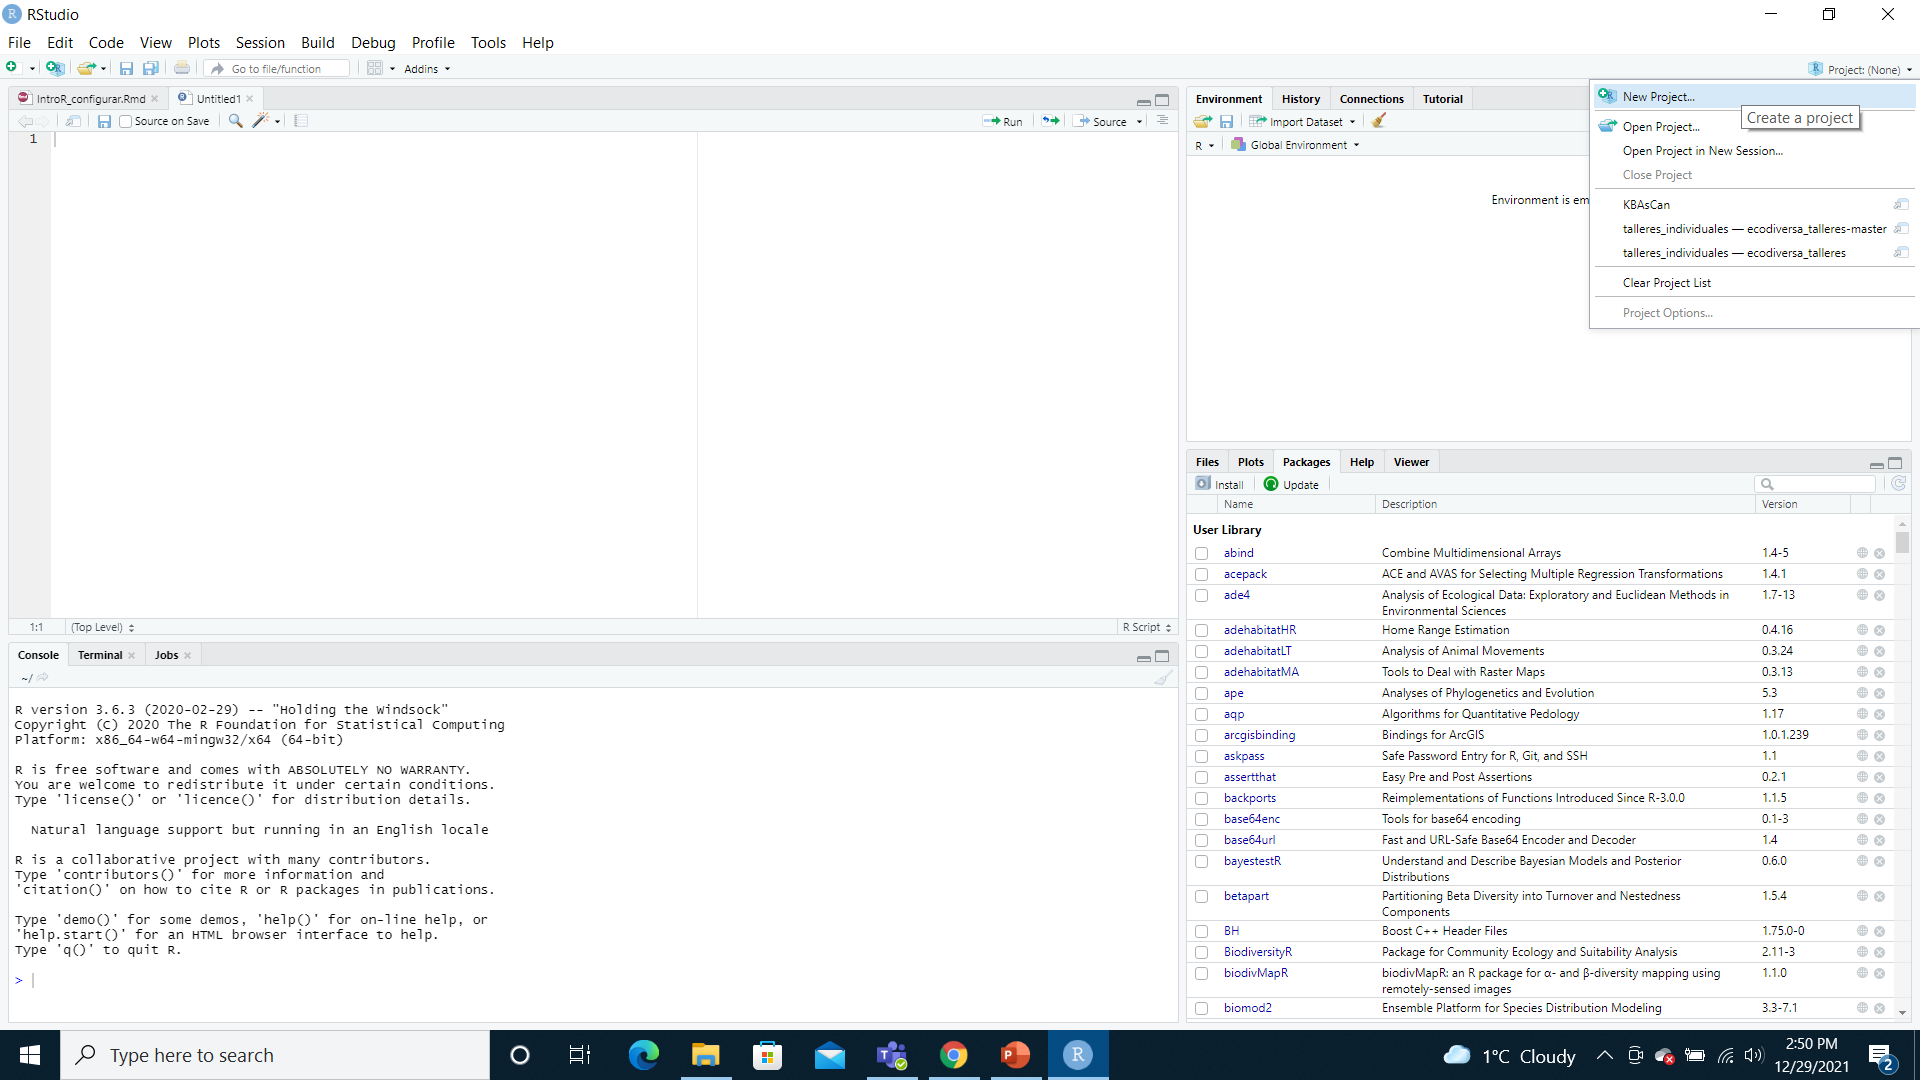 RStudio
File Edit Code View Plots Session Build Debug Profile Tools Help
Go to file/function Addins Project: (None)
IntroR_configurar.Rmd Untitled1
Source on Save Run Source
1
1:1 (Top Level) R Script
Console Terminal Jobs
~/
R version 3.6.3 (2020-02-29) -- "Holding the Windsock"
Copyright (C) 2020 The R Foundation for Statistical Computing
Platform: x86_64-w64-mingw32/x64 (64-bit)
R is free software and comes with ABSOLUTELY NO WARRANTY.
You are welcome to redistribute it under certain conditions.
Type 'license()' or 'licence()' for distribution details.
Natural language support but running in an English locale
R is a collaborative project with many contributors.
Type 'contributors()' for more information and
'citation()' on how to cite R or R packages in publications.
Type 'demo()' for some demos, 'help()' for on-line help, or
'help.start()' for an HTML browser interface to help.
Type 'q()' to quit R.
>
Environment History Connections Tutorial
Import Dataset
R Global Environment
Environment is em
New Project...
Create a project
Open Project...
Open Project in New Session...
Close Project
KBAsCan
talleres_individuales — ecodiversa_talleres-master
talleres_individuales — ecodiversa_talleres
Clear Project List
Project Options...
Files Plots Packages Help Viewer
Install Update
Name Description Version
User Library
abind Combine Multidimensional Arrays 1.4-5
acepack ACE and AVAS for Selecting Multiple Regression Transformations 1.4.1
ade4 Analysis of Ecological Data: Exploratory and Euclidean Methods in 1.7-13
Environmental Sciences
adehabitatHR Home Range Estimation 0.4.16
adehabitatLT Analysis of Animal Movements 0.3.24
adehabitatMA Tools to Deal with Raster Maps 0.3.13
ape Analyses of Phylogenetics and Evolution 5.3
aqp Algorithms for Quantitative Pedology 1.17
arcgisbinding Bindings for ArcGIS 1.0.1.239
askpass Safe Password Entry for R, Git, and SSH 1.1
assertthat Easy Pre and Post Assertions 0.2.1
backports Reimplementations of Functions Introduced Since R-3.0.0 1.1.5
base64enc Tools for base64 encoding 0.1-3
base64url Fast and URL-Safe Base64 Encoder and Decoder 1.4
bayestestR Understand and Describe Bayesian Models and Posterior 0.6.0
Distributions
betapart Partitioning Beta Diversity into Turnover and Nestedness 1.5.4
Components
BH Boost C++ Header Files 1.75.0-0
BiodiversityR Package for Community Ecology and Suitability Analysis 2.11-3
biodivMapR biodivMapR: an R package for α- and β-diversity mapping using 1.1.0
remotely-sensed images
biomod2 Ensemble Platform for Species Distribution Modeling 3.3-7.1
Type here to search
1°C Cloudy
2:50 PM
12/29/2021
2